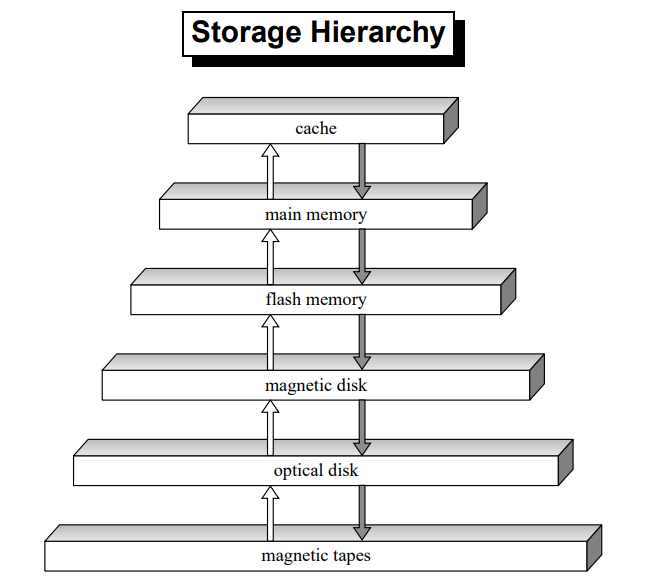 Storage Hierarchy
cache
main memory
flash memory
magnetic disk
optical disk
magnetic tapes